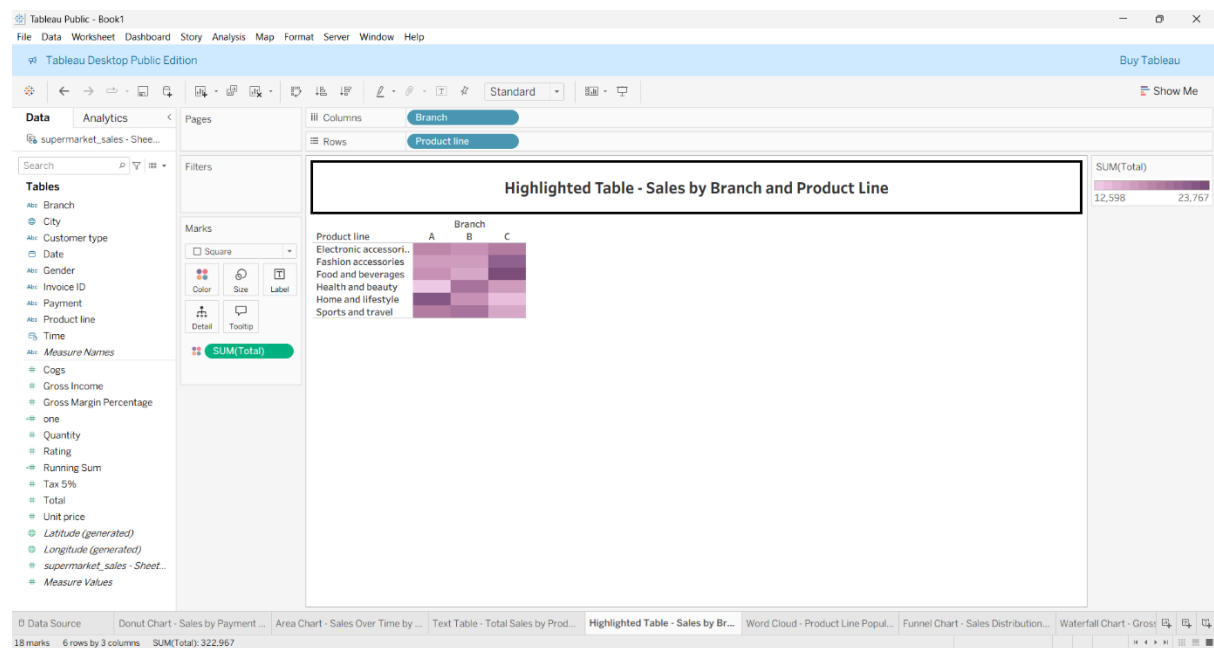 Tableau Public - Book1
File Data Worksheet Dashboard Story Analysis Map Format Server Window Help
Tableau Desktop Public Edition Buy Tableau
Standard Show Me
Data Analytics Pages Columns Branch
supermarket_sales - Shee... Rows Product line
Search Filters
Highlighted Table - Sales by Branch and Product Line
SUM(Total)
12,598 23,767
Tables
Abc Branch
City
Abc Customer type
Date
Abc Gender
Abc Invoice ID
Abc Payment
Abc Product line
Time
Abc Measure Names
# Cogs
# Gross Income
# Gross Margin Percentage
=# one
# Quantity
# Rating
=# Running Sum
# Tax 5%
# Total
# Unit price
Latitude (generated)
Longitude (generated)
# supermarket_sales - Sheet...
# Measure Values
Marks
Square
Color Size Label
Detail Tooltip
SUM(Total)
Branch
Product line A B C
Electronic accessori..
Fashion accessories
Food and beverages
Health and beauty
Home and lifestyle
Sports and travel
Data Source Donut Chart - Sales by Payment ... Area Chart - Sales Over Time by ... Text Table - Total Sales by Prod... Highlighted Table - Sales by Br... Word Cloud - Product Line Popul... Funnel Chart - Sales Distribution... Waterfall Chart - Gross
18 marks 6 rows by 3 columns SUM(Total): 322,967